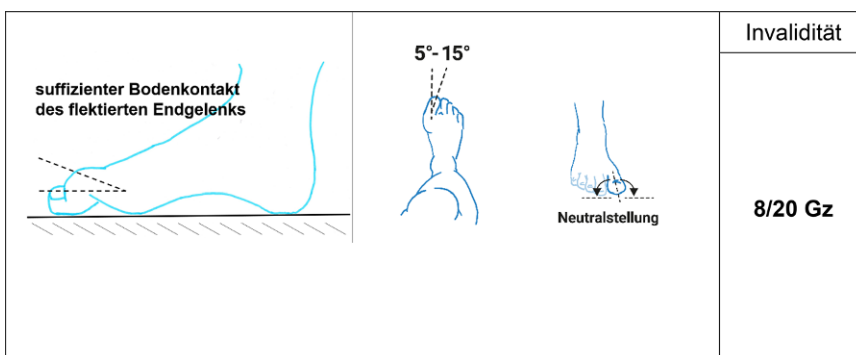 Invalidität
suffizienter Bodenkontakt
des flektierten Endgelenks
5°-15°
Neutralstellung
8/20 Gz